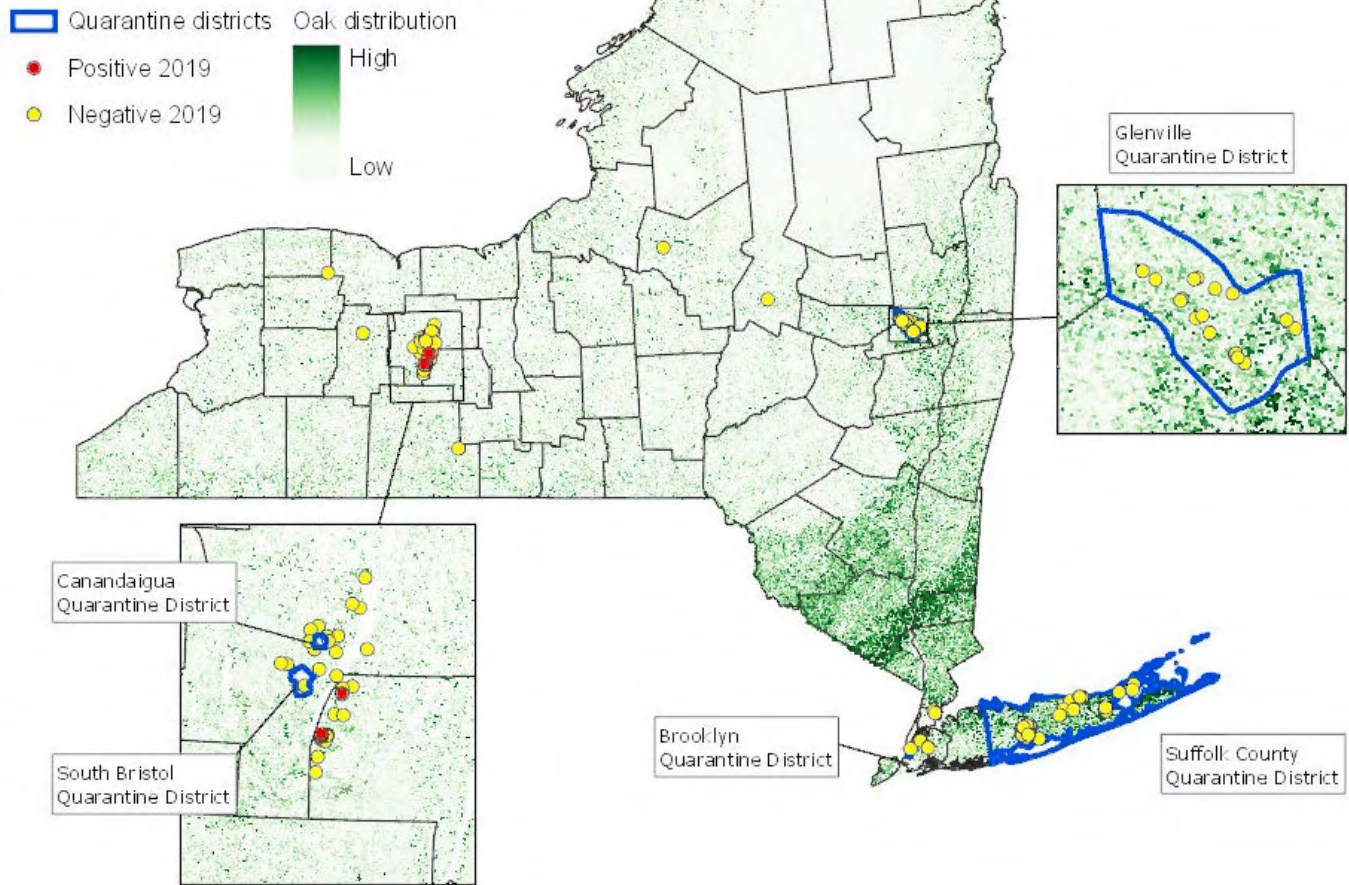 Quarantine districts
Oak distribution
Positive 2019
High
Negative 2019
Low
Glenville
Quarantine District
Canandaigua
Quarantine District
South Bristol
Quarantine District
Brooklyn
Quarantine District
Suffolk County
Quarantine District